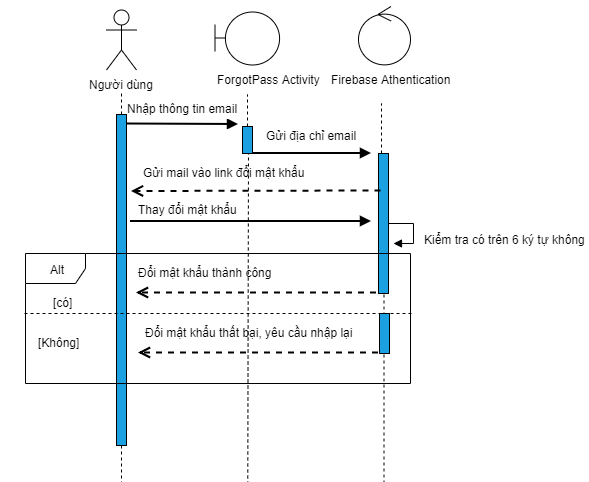 Người dùng
ForgotPass Activity
Firebase Athentication
Nhập thông tin email
Gửi địa chỉ email
Gửi mail vào link đổi mật khẩu
Thay đổi mật khẩu
Kiểm tra có trên 6 ký tự không
Alt
Đổi mật khẩu thành công
[có]
Đổi mật khẩu thất bại, yêu cầu nhập lại
[Không]